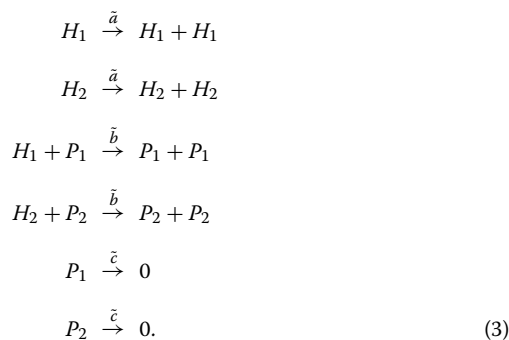 H₁ →ã H₁ + H₁
H₂ →ã H₂ + H₂
H₁ + P₁ →b̃ P₁ + P₁
H₂ + P₂ →b̃ P₂ + P₂
P₁ →c̃ 0
P₂ →c̃ 0. (3)